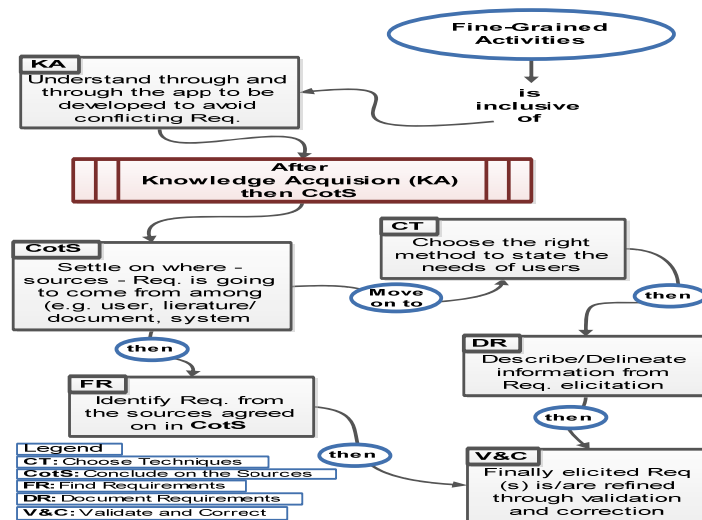 Fine-Grained
Activities
is
inclusive
of
KA
Understand through and
through the app to be
developed to avoid
conflicting Req.
After
Knowledge Acquision (KA)
then CotS
CotS
Settle on where -
sources - Req. is going
to come from among
(e.g. user, lierature/
document, system
Move
on to
CT
Choose the right
method to state the
needs of users
then
DR
Describe/Delineate
information from
Req. elicitation
then
then
FR
Identify Req. from
the sources agreed
on in CotS
then
V&C
Finally elicited Req
(s) is/are refined
through validation
and correction
Legend
CT: Choose Techniques
CotS: Conclude on the Sources
FR: Find Requirements
DR: Document Requirements
V&C: Validate and Correct